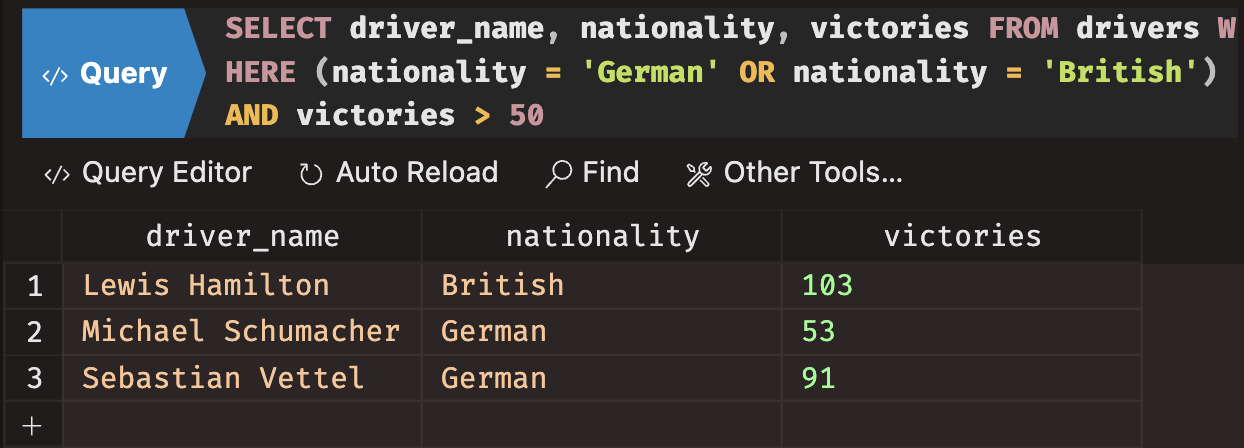 </> Query
SELECT driver_name, nationality, victories FROM drivers W
HERE (nationality = 'German' OR nationality = 'British')
AND victories > 50
</> Query Editor Auto Reload Find Other Tools...
driver_name nationality victories
1 Lewis Hamilton British 103
2 Michael Schumacher German 53
3 Sebastian Vettel German 91
+